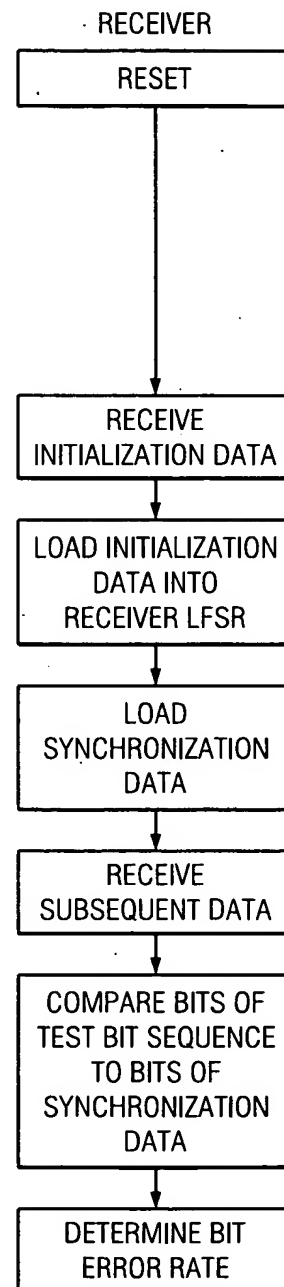 RECEIVER
RESET
RECEIVE
INITIALIZATION DATA
LOAD INITIALIZATION
DATA INTO
RECEIVER LFSR
LOAD
SYNCHRONIZATION
DATA
RECEIVE
SUBSEQUENT DATA
COMPARE BITS OF
TEST BIT SEQUENCE
TO BITS OF
SYNCHRONIZATION
DATA
DETERMINE BIT
ERROR RATE